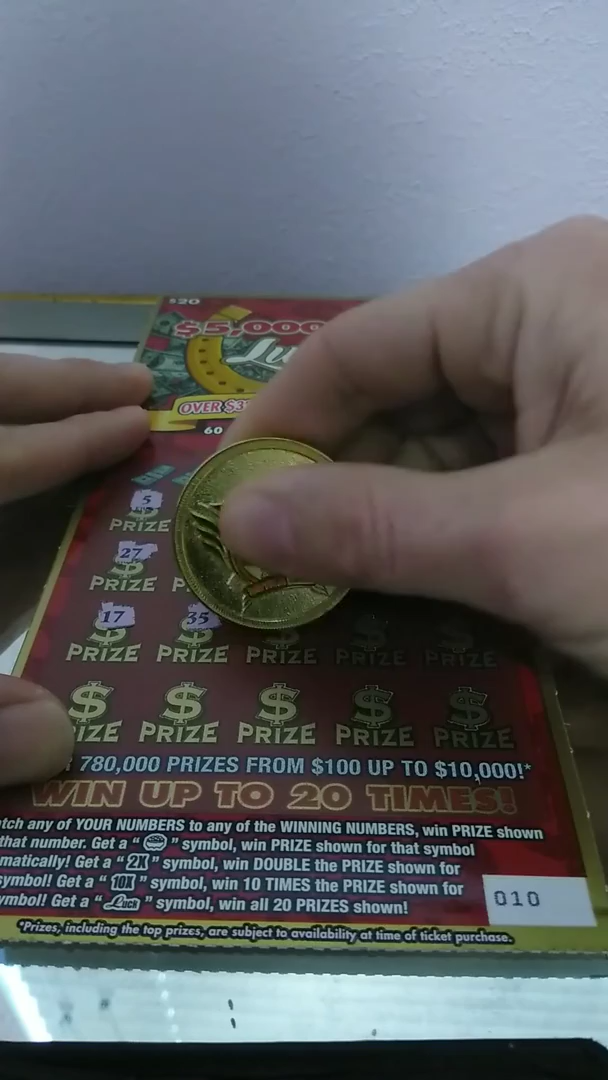 $20
$5,000
Lu
OVER $3
60
5
PRIZE
27
PRIZE P
17 35
PRIZE PRIZE PRIZE PRIZE PRIZE
$ $ $ $ $
IZE PRIZE PRIZE PRIZE PRIZE
780,000 PRIZES FROM $100 UP TO $10,000!*
WIN UP TO 20 TIMES!
tch any of YOUR NUMBERS to any of the WINNING NUMBERS, win PRIZE shown
that number. Get a " " symbol, win PRIZE shown for that symbol
matically! Get a "2X" symbol, win DOUBLE the PRIZE shown for
symbol! Get a "10X" symbol, win 10 TIMES the PRIZE shown for
ymbol! Get a "Luck" symbol, win all 20 PRIZES shown!
010
*Prizes, including the top prizes, are subject to availability at time of ticket purchase.